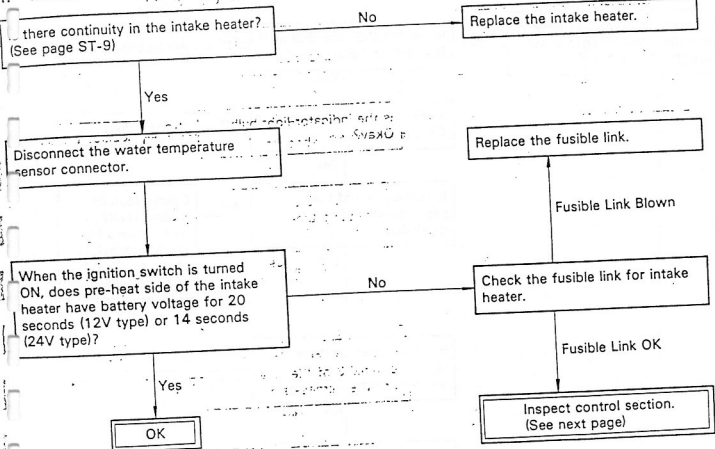 there continuity in the intake heater?
(See page ST-9)
No
Replace the intake heater.
Yes
Disconnect the water temperature
sensor connector.
Replace the fusible link.
Fusible Link Blown
When the ignition switch is turned
ON, does pre-heat side of the intake
heater have battery voltage for 20
seconds (12V type) or 14 seconds
(24V type)?
No
Check the fusible link for intake
heater.
Fusible Link OK
Yes
OK
Inspect control section.
(See next page)